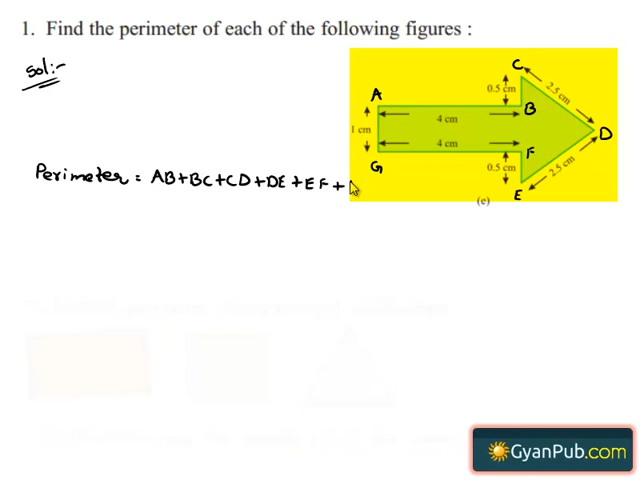 1. Find the perimeter of each of the following figures :
Sol:-
C
0.5 cm
2.5 cm
A
B
4 cm
1 cm
D
4 cm
F
G
0.5 cm
2.5 cm
E
(e)
Perimeter = AB+BC+CD+DE+EF+
GyanPub.com